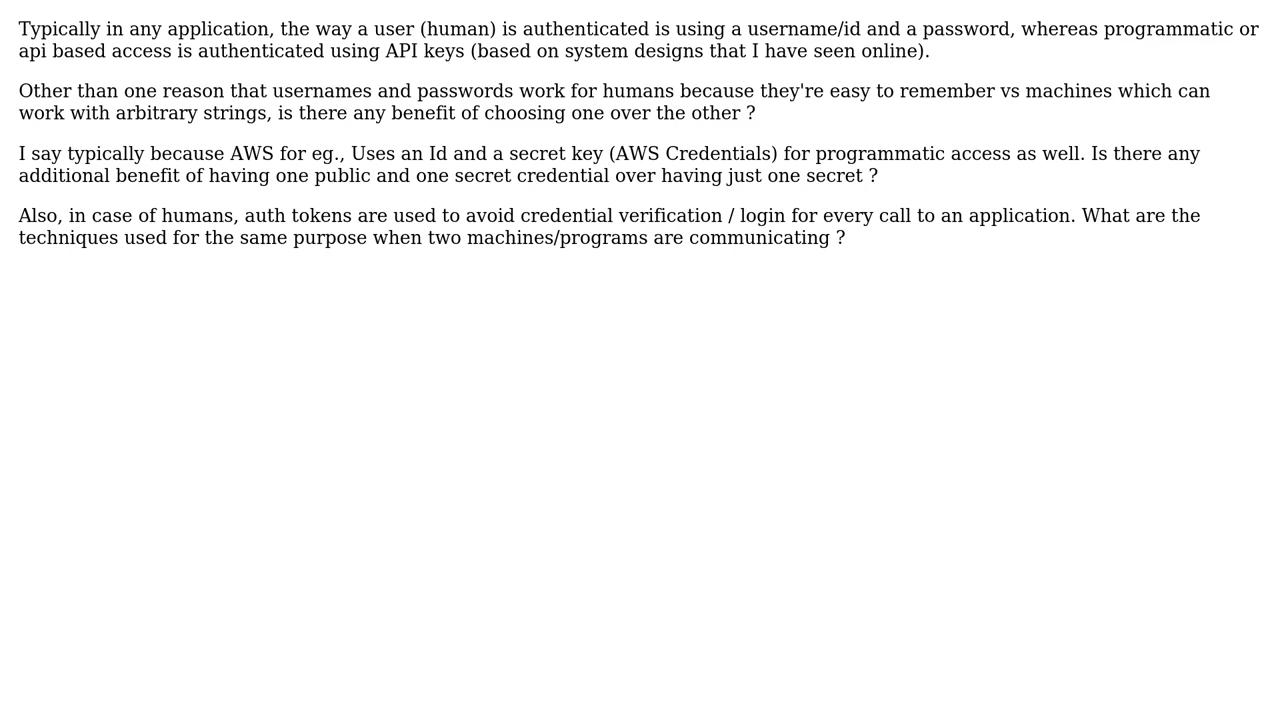 Typically in any application, the way a user (human) is authenticated is using a username/id and a password, whereas programmatic or
api based access is authenticated using API keys (based on system designs that I have seen online).
Other than one reason that usernames and passwords work for humans because they're easy to remember vs machines which can
work with arbitrary strings, is there any benefit of choosing one over the other ?
I say typically because AWS for eg., Uses an Id and a secret key (AWS Credentials) for programmatic access as well. Is there any
additional benefit of having one public and one secret credential over having just one secret ?
Also, in case of humans, auth tokens are used to avoid credential verification / login for every call to an application. What are the
techniques used for the same purpose when two machines/programs are communicating ?